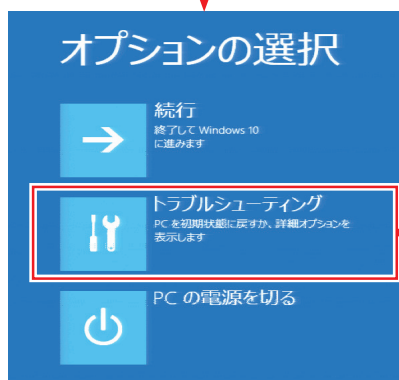 オプションの選択
続行
終了して Windows 10
に進みます
トラブルシューティング
PC を初期状態に戻すか、詳細オプションを
表示します
PC の電源を切る